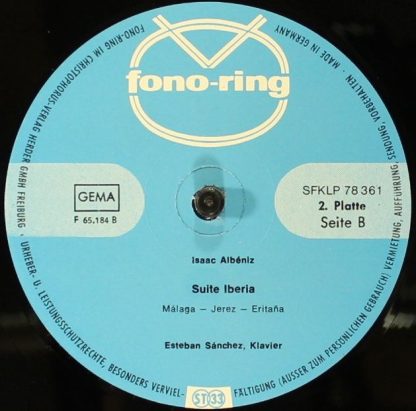 FONO-RING IM CHRISTOPHORUS-VERLAG HERDER GMBH FREIBURG · URHEBER- U. LEISTUNGSSCHUTZRECHTE, BESONDERS VERVIEL-
FÄLTIGUNG (AUSSER ZUM PERSÖNLICHEN GEBRAUCH) VERMIETUNG, AUFFÜHRUNG, SENDUNG, VORBEHALTEN · MADE IN GERMANY
fono-ring
GEMA
F 65.184 B
SFKLP 78 361
2. Platte
Seite B
Isaac Albéniz
Suite Iberia
Málaga – Jerez – Eritaña
Esteban Sánchez, Klavier
ST 33